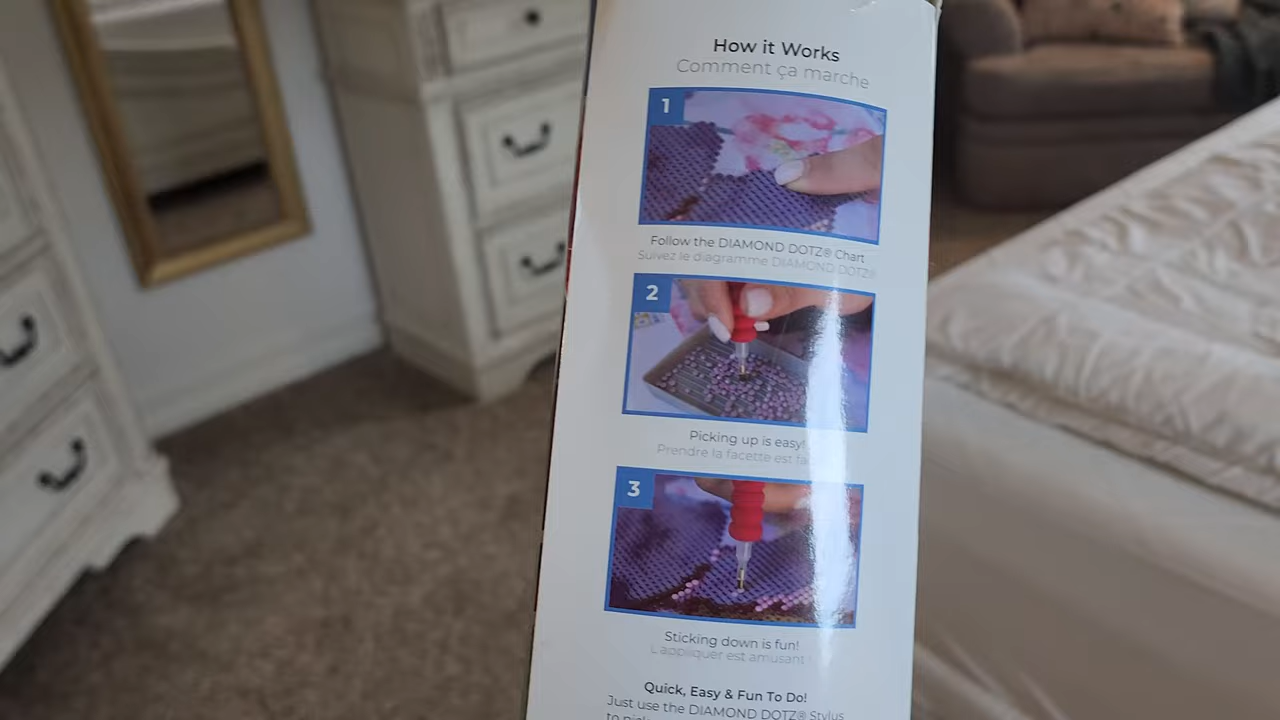 How it Works
Comment ça marche
1
Follow the DIAMOND DOTZ® Chart
Suivez le diagramme DIAMOND DOTZ®
2
Picking up is easy!
Prendre la facette est
3
Sticking down is fun!
L'appliquer est amusant
Quick, Easy & Fun To Do!
Just use the DIAMOND DOTZ® Stylus
to